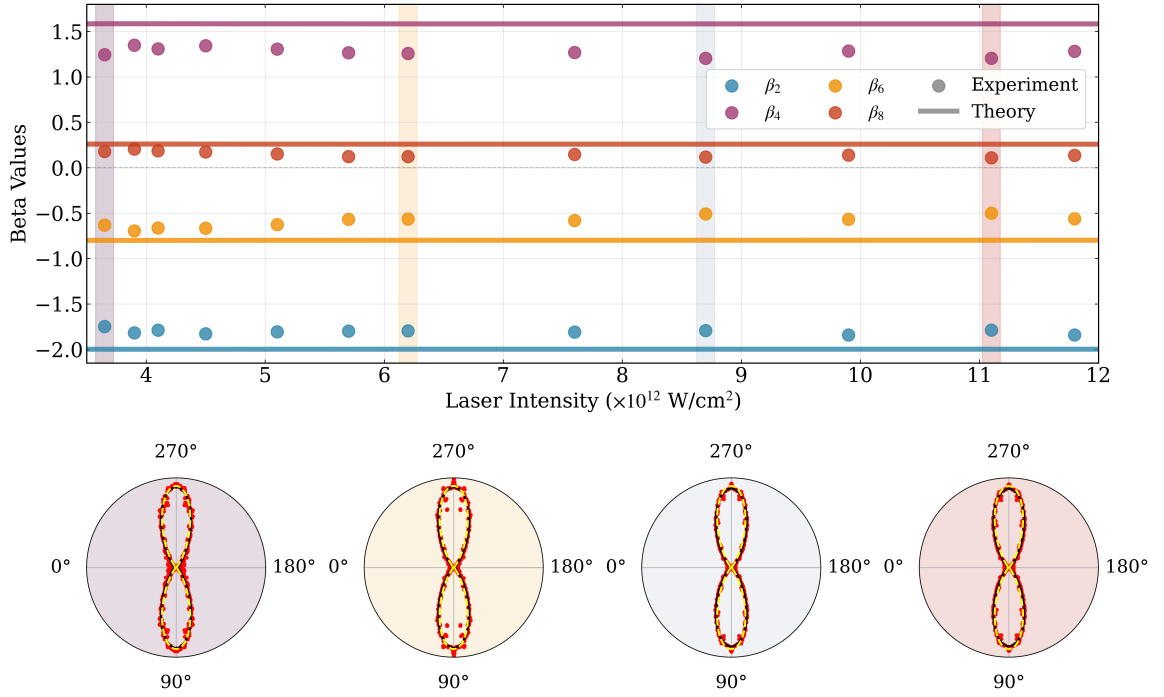 1.5
1.0
0.5
0.0
−0.5
−1.0
−1.5
−2.0
Beta Values
β₂ β₆ Experiment
β₄ β₈ Theory
4 5 6 7 8 9 10 11 12
Laser Intensity (×10¹² W/cm²)
270° 270° 270° 270°
0° 180° 0° 180° 0° 180° 0° 180°
90° 90° 90° 90°